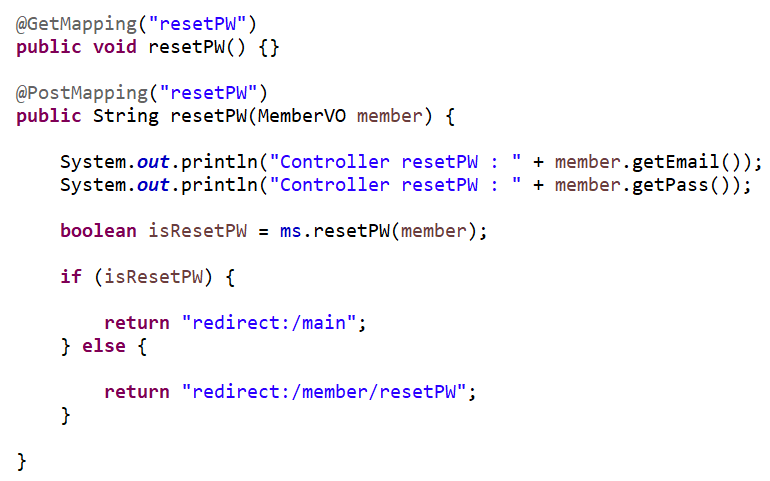 @GetMapping("resetPW")
public void resetPW() {}
@PostMapping("resetPW")
public String resetPW(MemberVO member) {
System.out.println("Controller resetPW : " + member.getEmail());
System.out.println("Controller resetPW : " + member.getPass());
boolean isResetPW = ms.resetPW(member);
if (isResetPW) {
return "redirect:/main";
} else {
return "redirect:/member/resetPW";
}
}